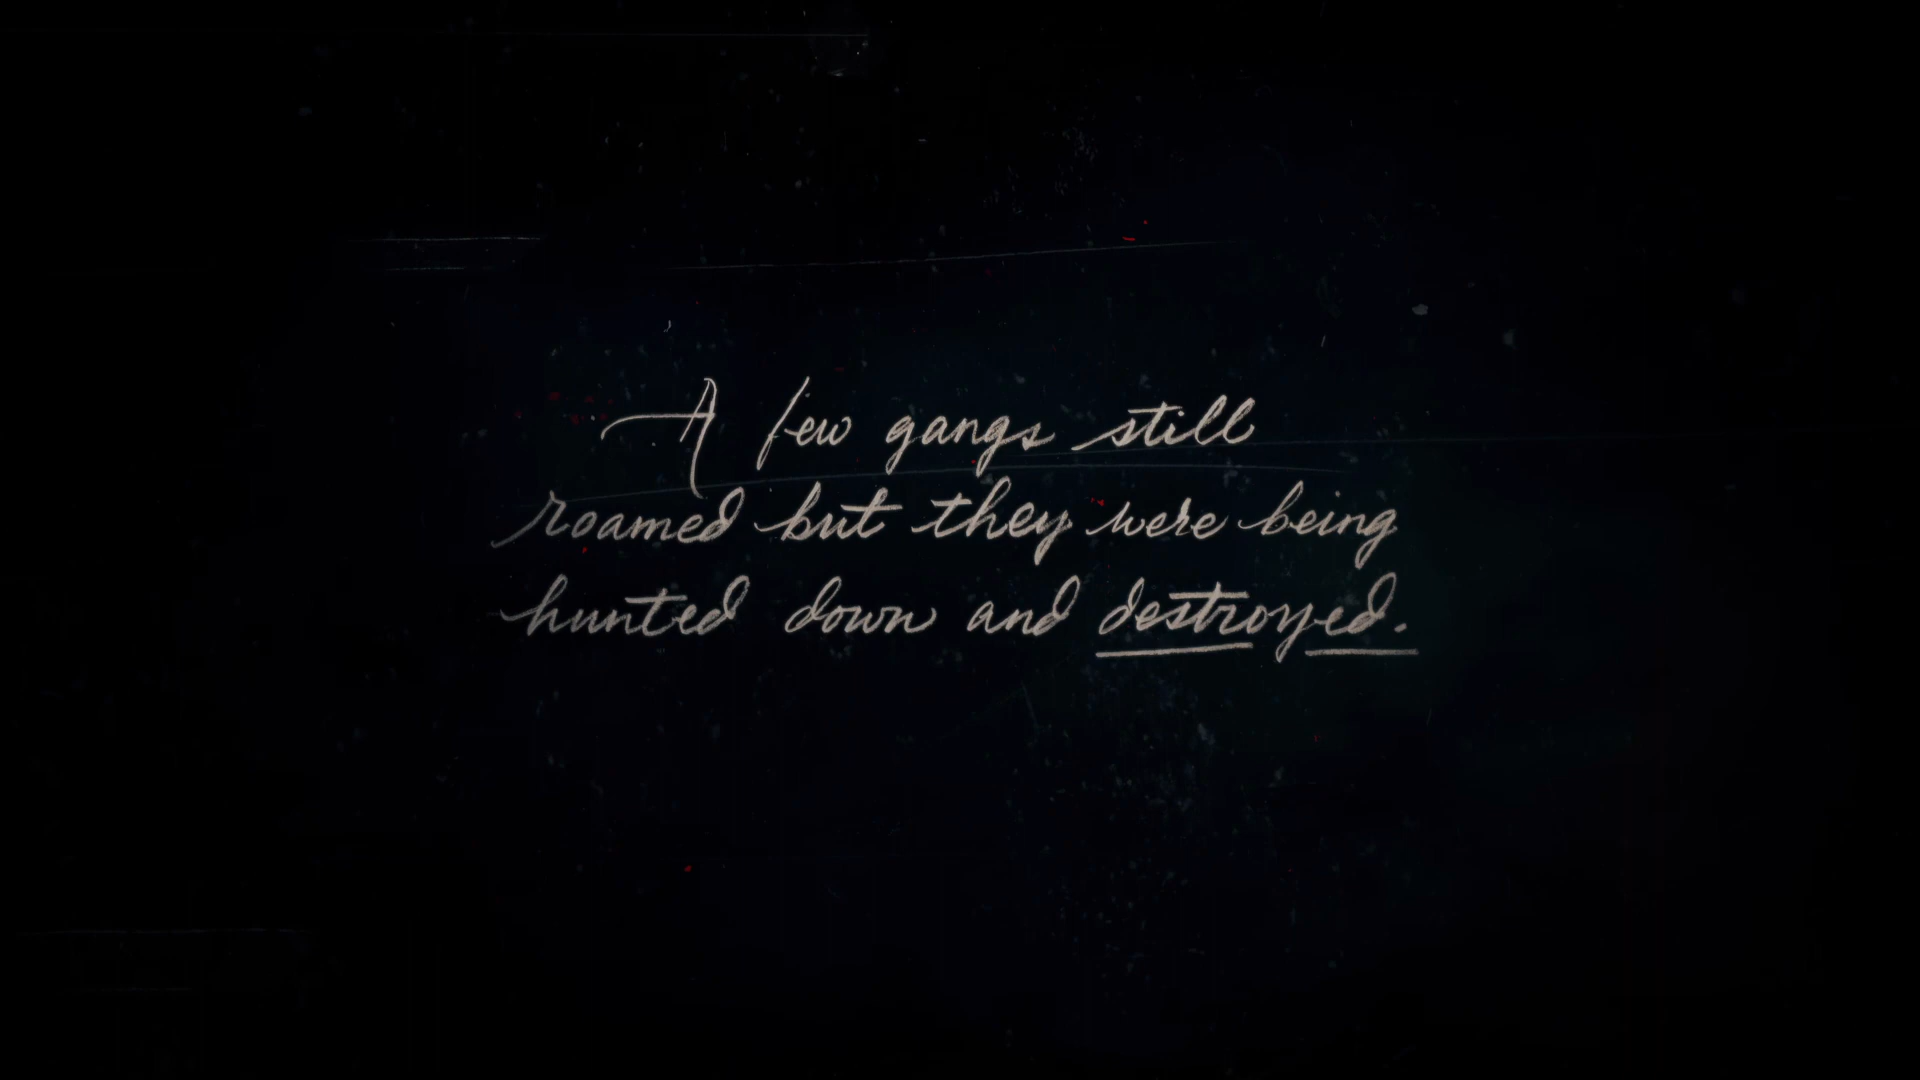 A few gangs still
roamed but they were being
hunted down and destroyed.